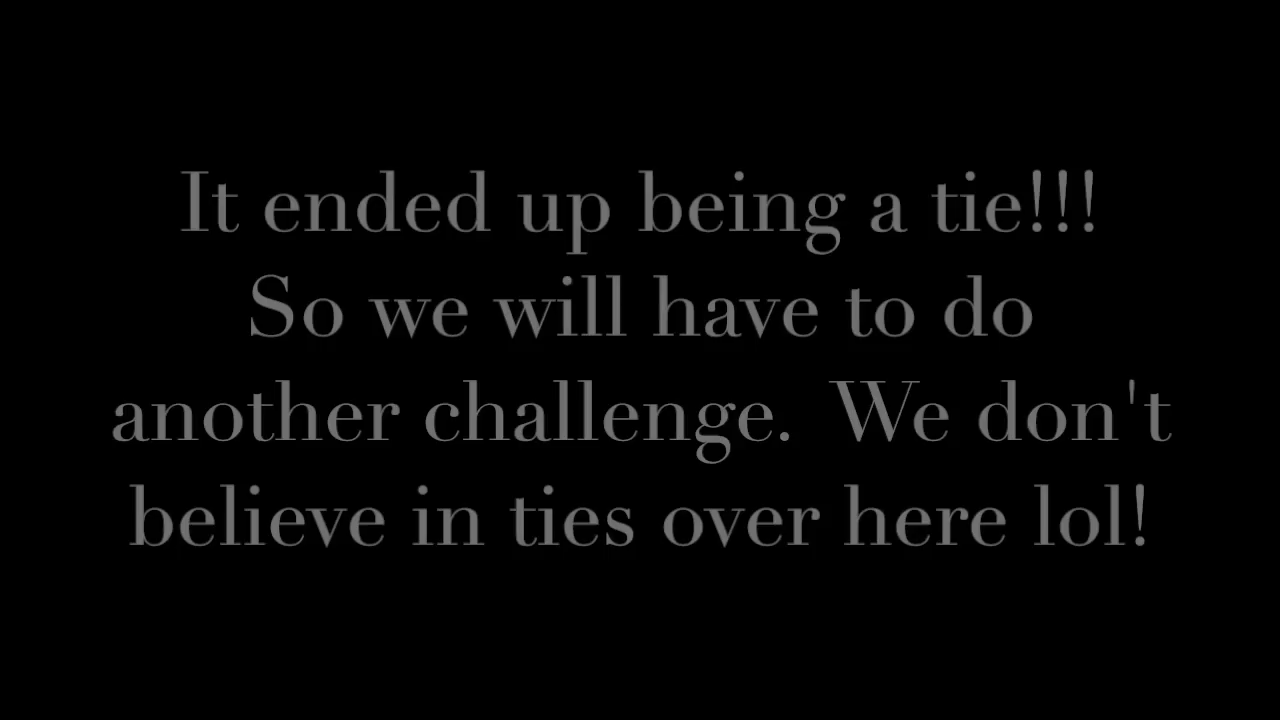 It ended up being a tie!!!
So we will have to do
another challenge.  We don't
believe in ties over here lol!